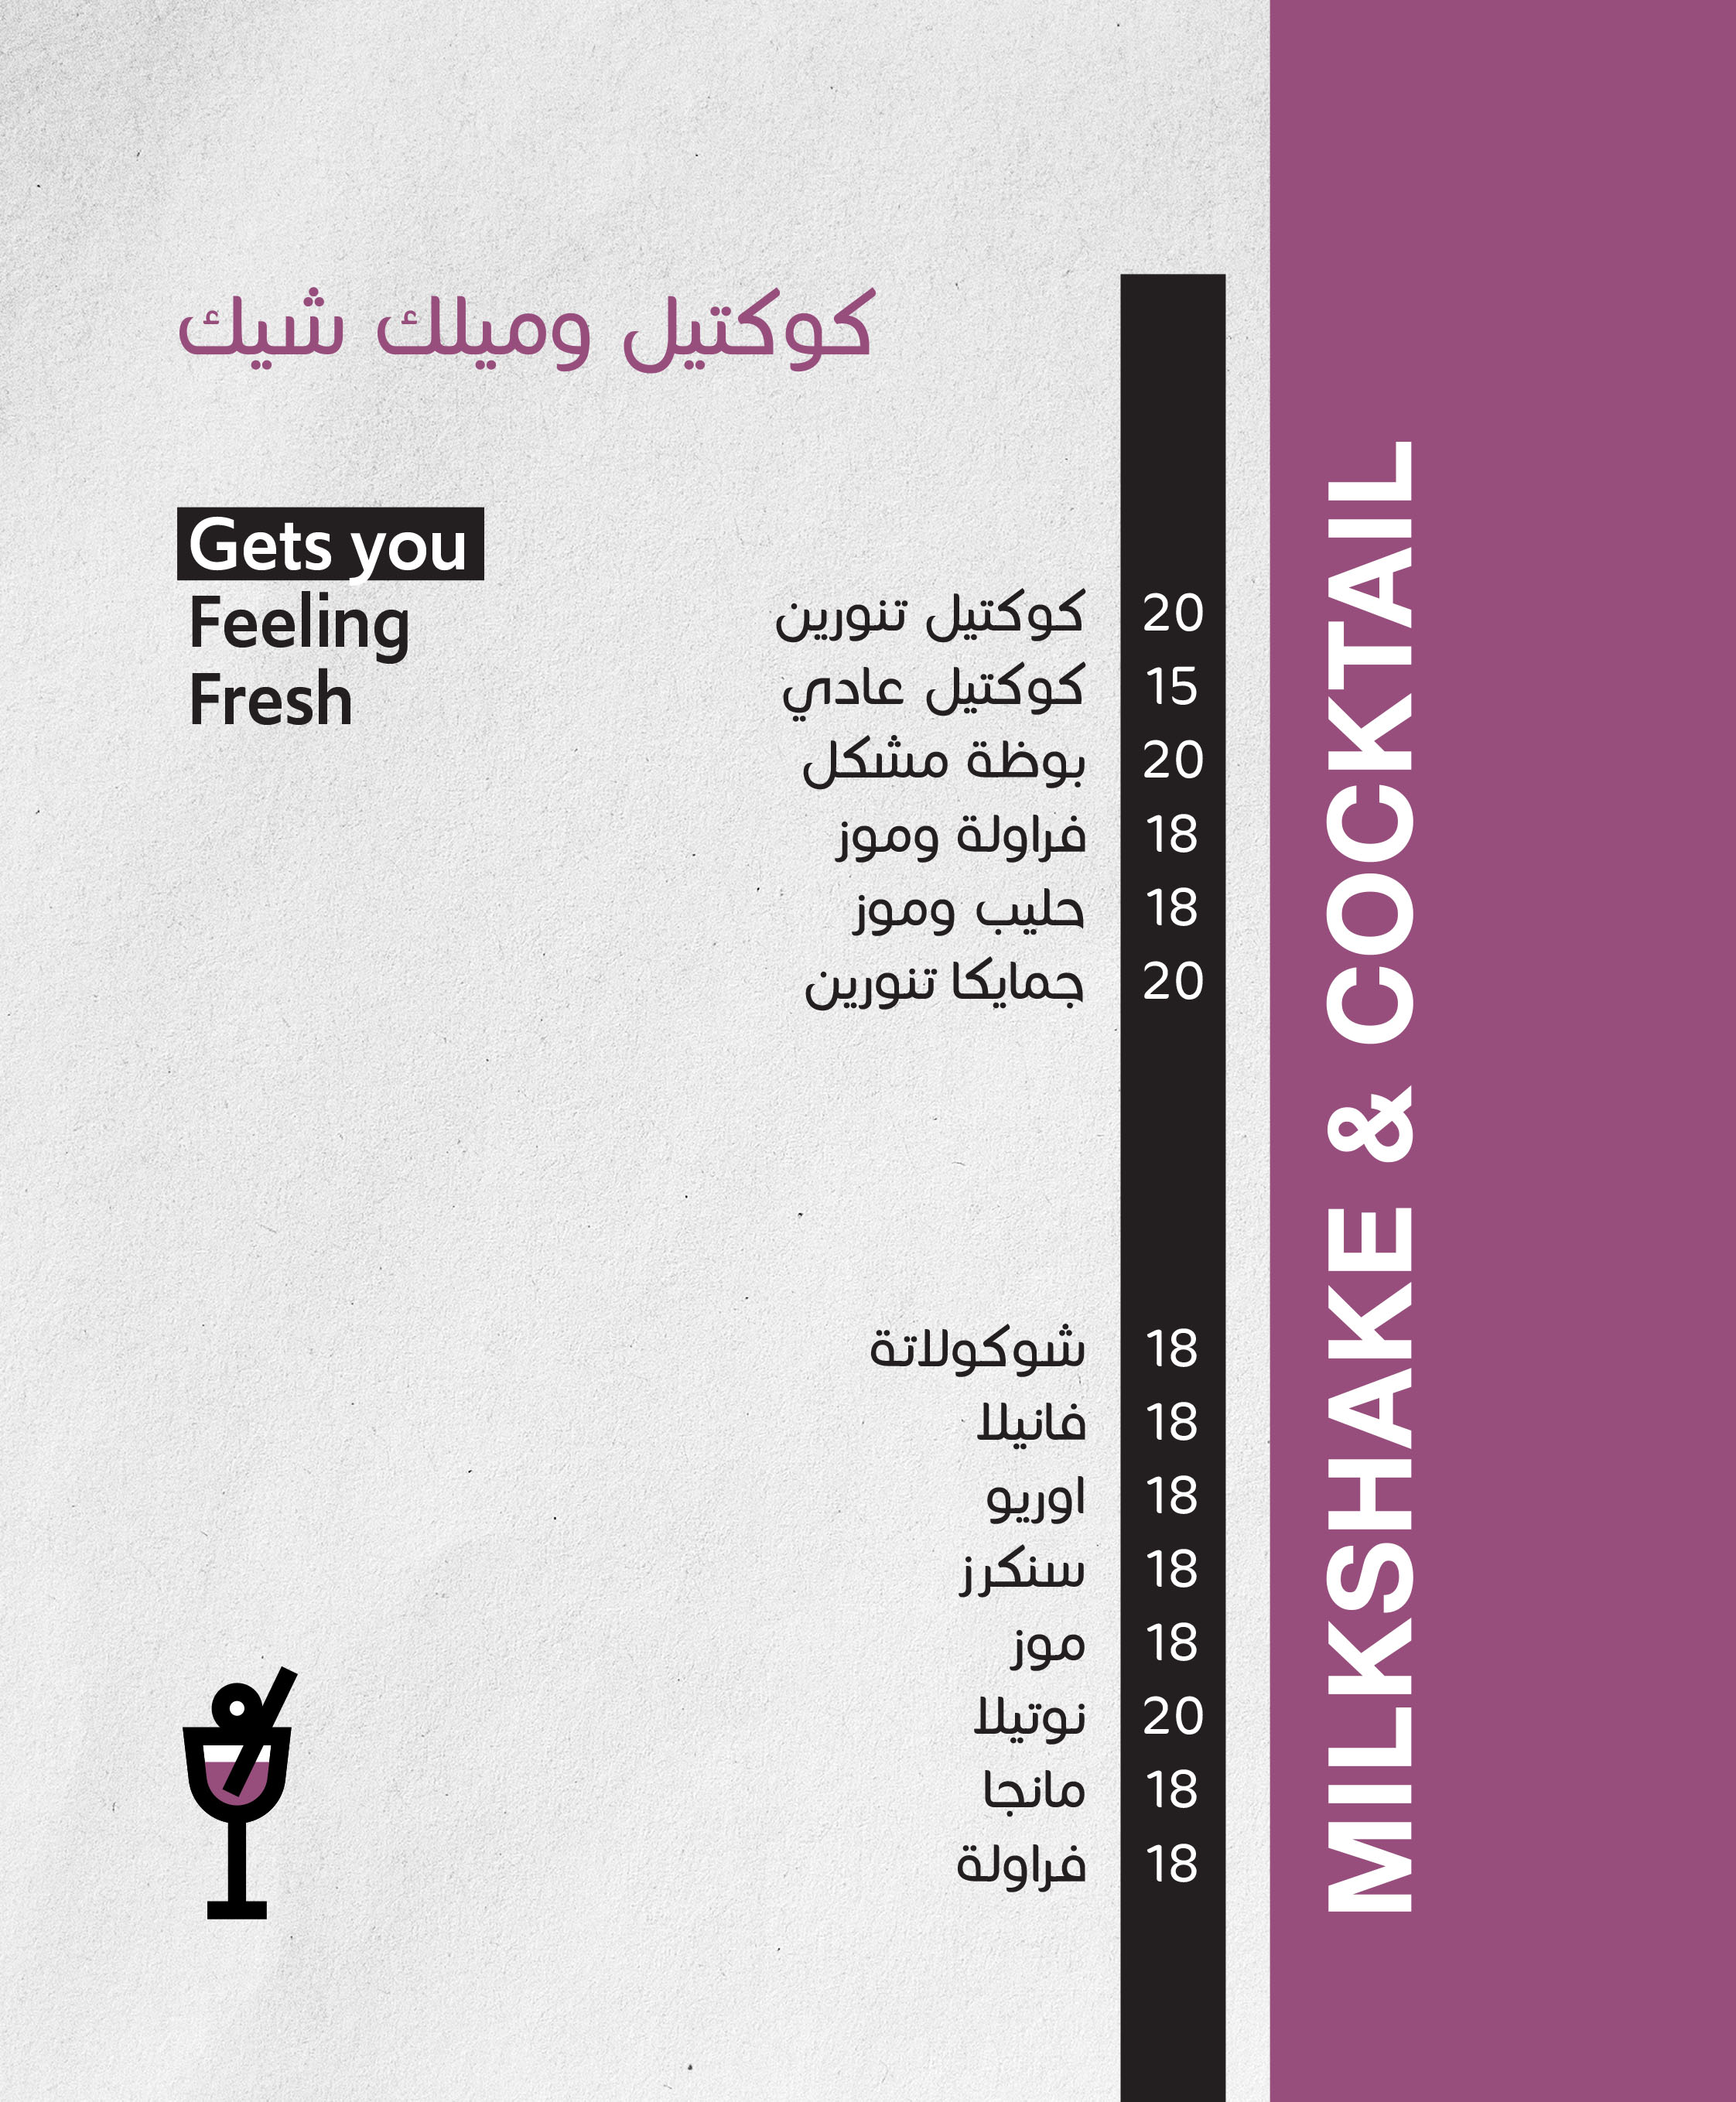 كوكتيل وميلك شيك
Gets you
Feeling
Fresh
كوكتيل تنورين 20
كوكتيل عادي 15
بوظة مشكل 20
فراولة وموز 18
حليب وموز 18
جمايكا تنورين 20
شوكولاتة 18
فانيلا 18
اوريو 18
سنكرز 18
موز 18
نوتيلا 20
مانجا 18
فراولة 18
MILKSHAKE & COCKTAIL